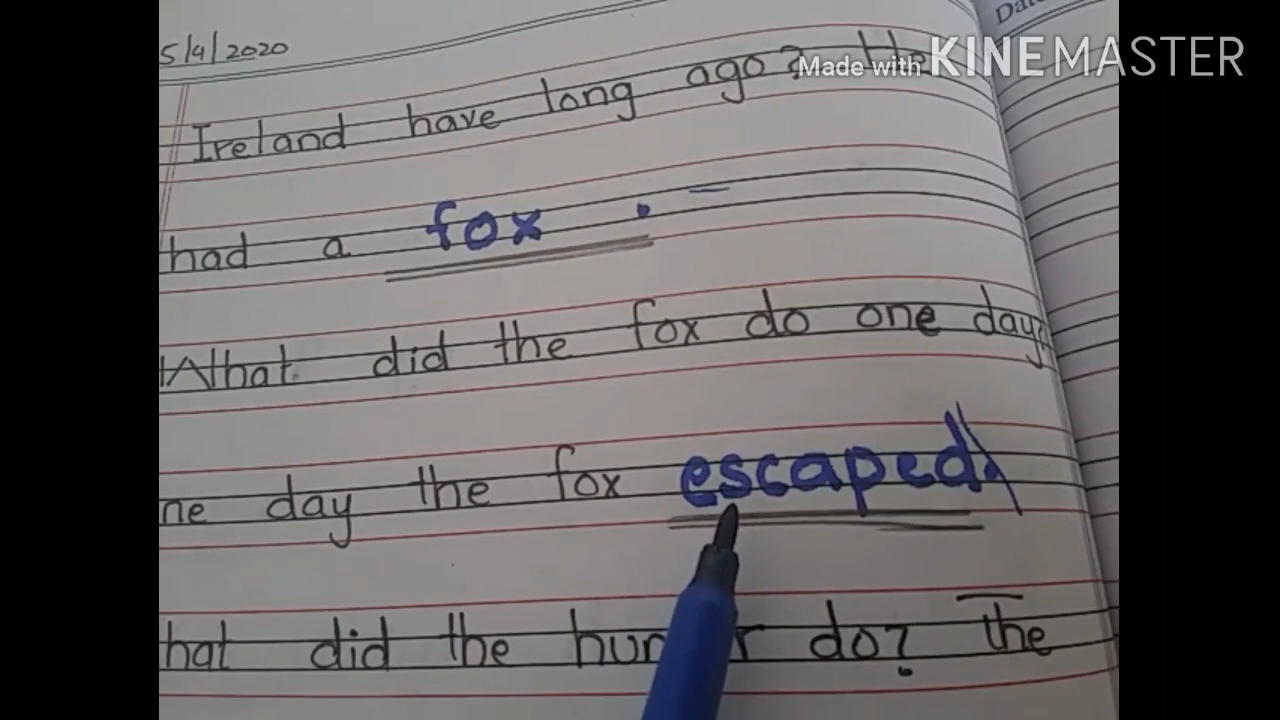 5/4/2020
Made with KINEMASTER
Ireland have long ago?
had a fox .
What did the fox do one day
ne day the fox escaped
hat did the do? The